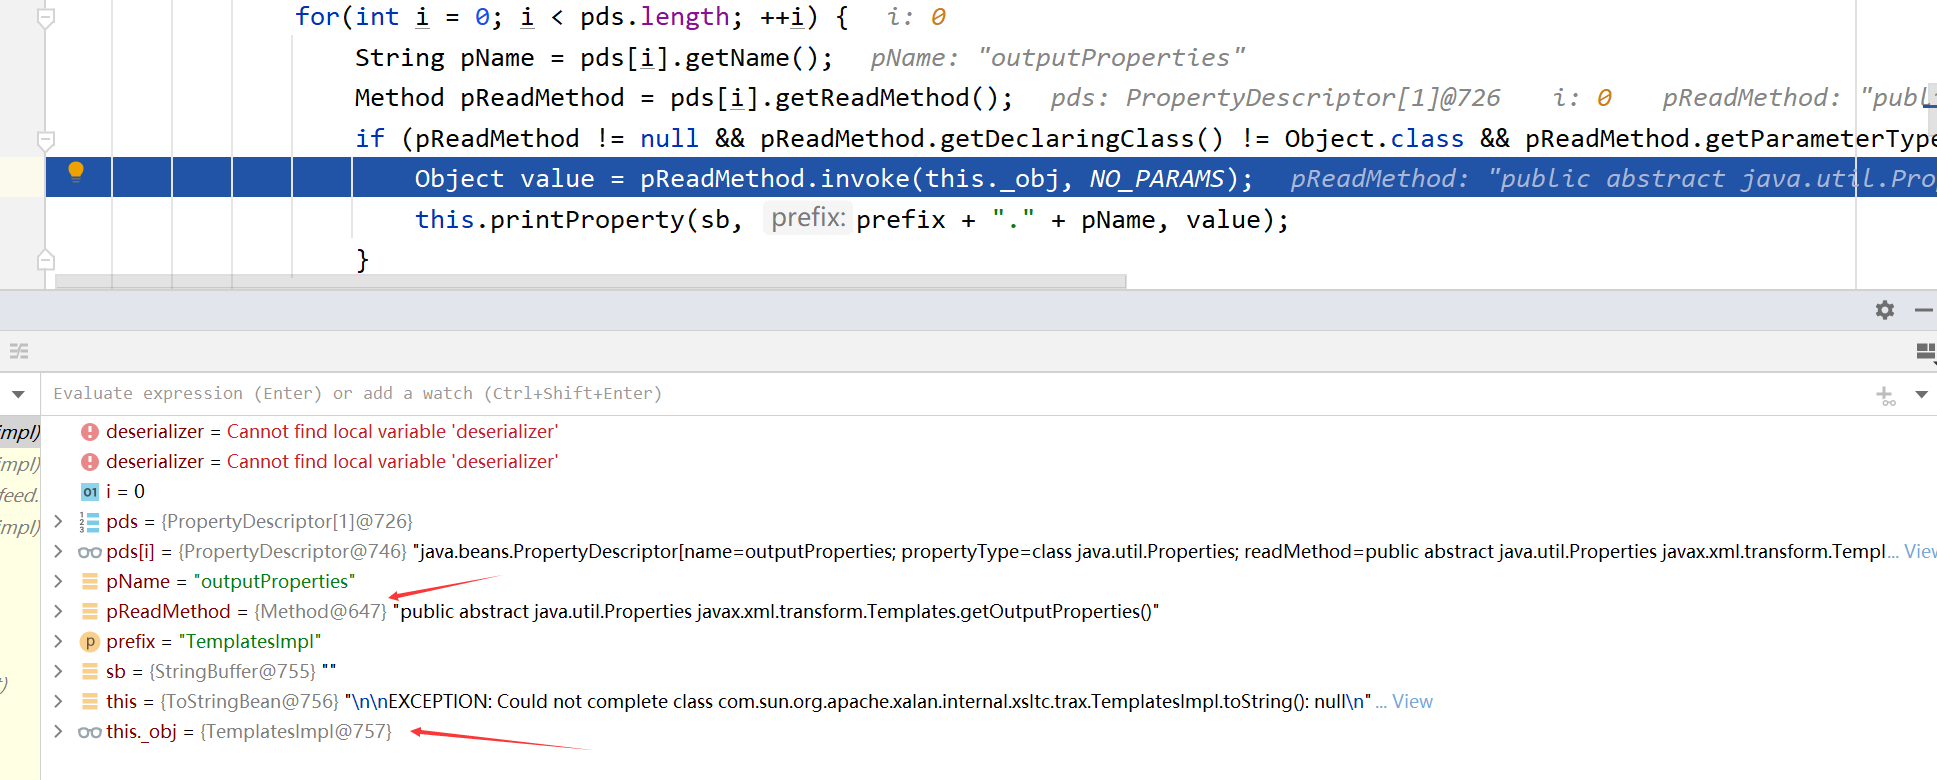 for(int i = 0; i < pds.length; ++i) {   i: 0
String pName = pds[i].getName();   pName: "outputProperties"
Method pReadMethod = pds[i].getReadMethod();   pds: PropertyDescriptor[1]@726   i: 0   pReadMethod: "publ
if (pReadMethod != null && pReadMethod.getDeclaringClass() != Object.class && pReadMethod.getParameterType
Object value = pReadMethod.invoke(this._obj, NO_PARAMS);   pReadMethod: "public abstract java.util.Pro
this.printProperty(sb, prefix: prefix + "." + pName, value);
}
Evaluate expression (Enter) or add a watch (Ctrl+Shift+Enter)
impl)
impl)
feed.
impl)
t)
deserializer = Cannot find local variable 'deserializer'
deserializer = Cannot find local variable 'deserializer'
i = 0
pds = {PropertyDescriptor[1]@726}
pds[i] = {PropertyDescriptor@746} "java.beans.PropertyDescriptor[name=outputProperties; propertyType=class java.util.Properties; readMethod=public abstract java.util.Properties javax.xml.transform.Templ... View
pName = "outputProperties"
pReadMethod = {Method@647} "public abstract java.util.Properties javax.xml.transform.Templates.getOutputProperties()"
prefix = "TemplatesImpl"
sb = {StringBuffer@755} ""
this = {ToStringBean@756} "\n\nEXCEPTION: Could not complete class com.sun.org.apache.xalan.internal.xsltc.trax.TemplatesImpl.toString(): null\n" ... View
this._obj = {TemplatesImpl@757}